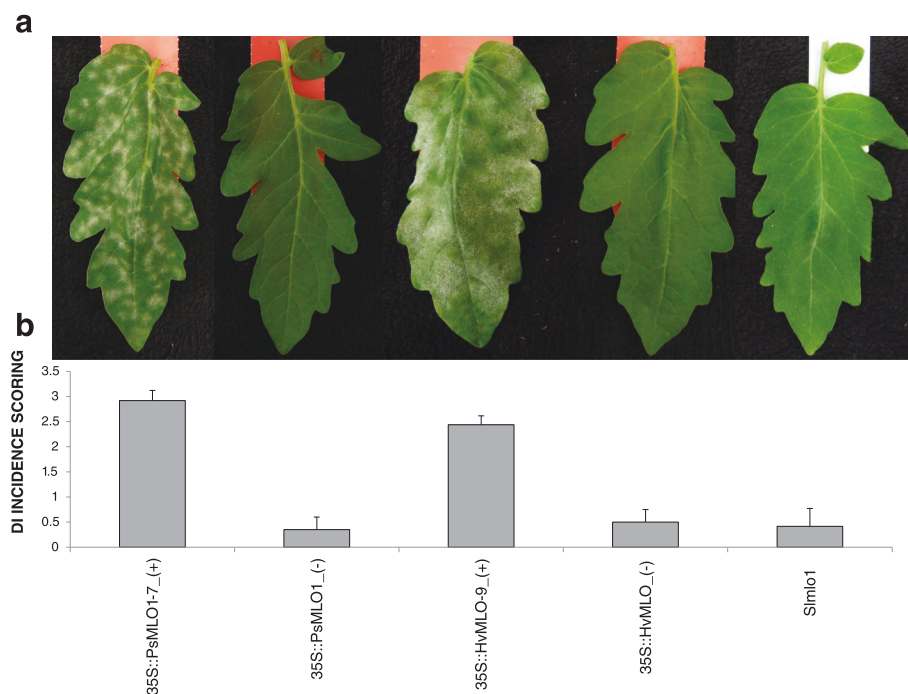 a
b
DI INCIDENCE SCORING
3.5
3
2.5
2
1.5
1
0.5
0
35S::PsMLO1-7_(+)
35S::PsMLO1_(-)
35S::HvMLO-9_(+)
35S::HvMLO_(-)
Slmlo1